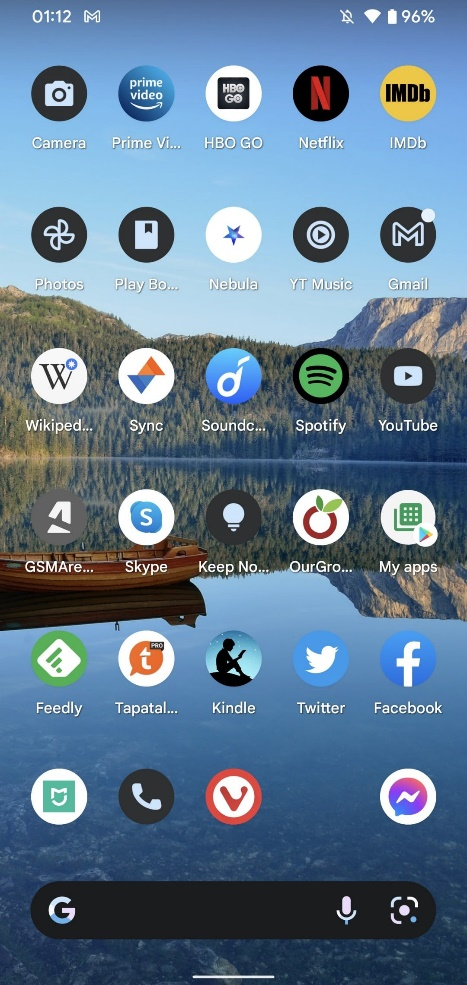 01:12 96%
Camera Prime Vi... HBO GO Netflix IMDb
prime
video
HBO
GO
IMDb
Photos Play Bo... Nebula YT Music Gmail
W
Wikiped... Sync Soundc... Spotify YouTube
S
GSMAre... Skype Keep No... OurGro... My apps
PRO
Feedly Tapatal... Kindle Twitter Facebook